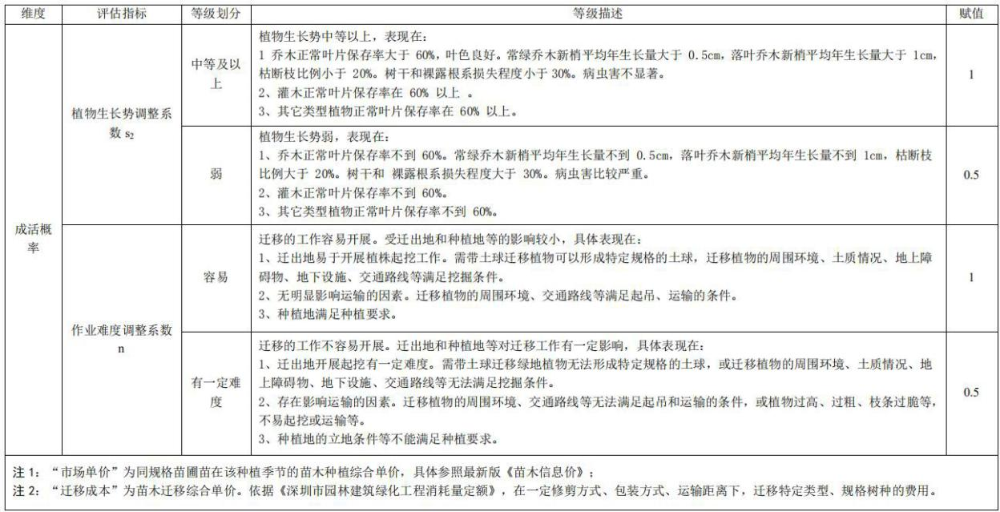 维度 评估指标 等级划分 等级描述 赋值
成活概率
植物生长势调整系数 s₂
中等及以上
植物生长势中等以上，表现在：
1 乔木正常叶片保存率大于 60%，叶色良好。常绿乔木新梢平均年生长量大于 0.5cm，落叶乔木新梢平均年生长量大于 1cm，
枯断枝比例小于 20%。树干和裸露根系损失程度小于30%。病虫害不显著。
2、灌木正常叶片保存率在 60% 以上 。
3、其它类型植物正常叶片保存率在 60% 以上。
1
弱
植物生长势弱，表现在：
1、乔木正常叶片保存率不到 60%。常绿乔木新梢平均年生长量不到 0.5cm，落叶乔木新梢平均年生长量不到 1cm，枯断枝
比例大于 20%。树干和 裸露根系损失程度大于 30%。病虫害比较严重。
2、灌木正常叶片保存率不到 60%。
3、其它类型植物正常叶片保存率不到 60%。
0.5
作业难度调整系数
n
容易
迁移的工作容易开展。受迁出地和种植地等的影响较小，具体表现在：
1、迁出地易于开展植株起挖工作。需带土球迁移植物可以形成特定规格的土球，迁移植物的周围环境、土质情况、地上障
碍物、地下设施、交通路线等满足挖掘条件。
2、无明显影响运输的因素。迁移植物的周围环境、交通路线等满足起吊、运输的条件。
3、种植地满足种植要求。
1
有一定难度
迁移的工作不容易开展。迁出地和种植地等对迁移工作有一定影响，具体表现在：
1、迁出地开展起挖有一定难度。需带土球迁移绿地植物无法形成特定规格的土球，或迁移植物的周围环境、土质情况、地
上障碍物、地下设施、交通路线等无法满足挖掘条件。
2、存在影响运输的因素。迁移植物的周围环境、交通路线等无法满足起吊和运输的条件，或植物过高、过粗、枝条过脆等，
不易起挖或运输等。
3、种植地的立地条件等不能满足种植要求。
0.5
注 1：“市场单价”为同规格苗圃苗在该种植季节的苗木种植综合单价，具体参照最新版《苗木信息价》；
注 2：“迁移成本”为苗木迁移综合单价。依据《深圳市园林建筑绿化工程消耗量定额》，在一定修剪方式、包装方式、运输距离下，迁移特定类型、规格树种的费用。